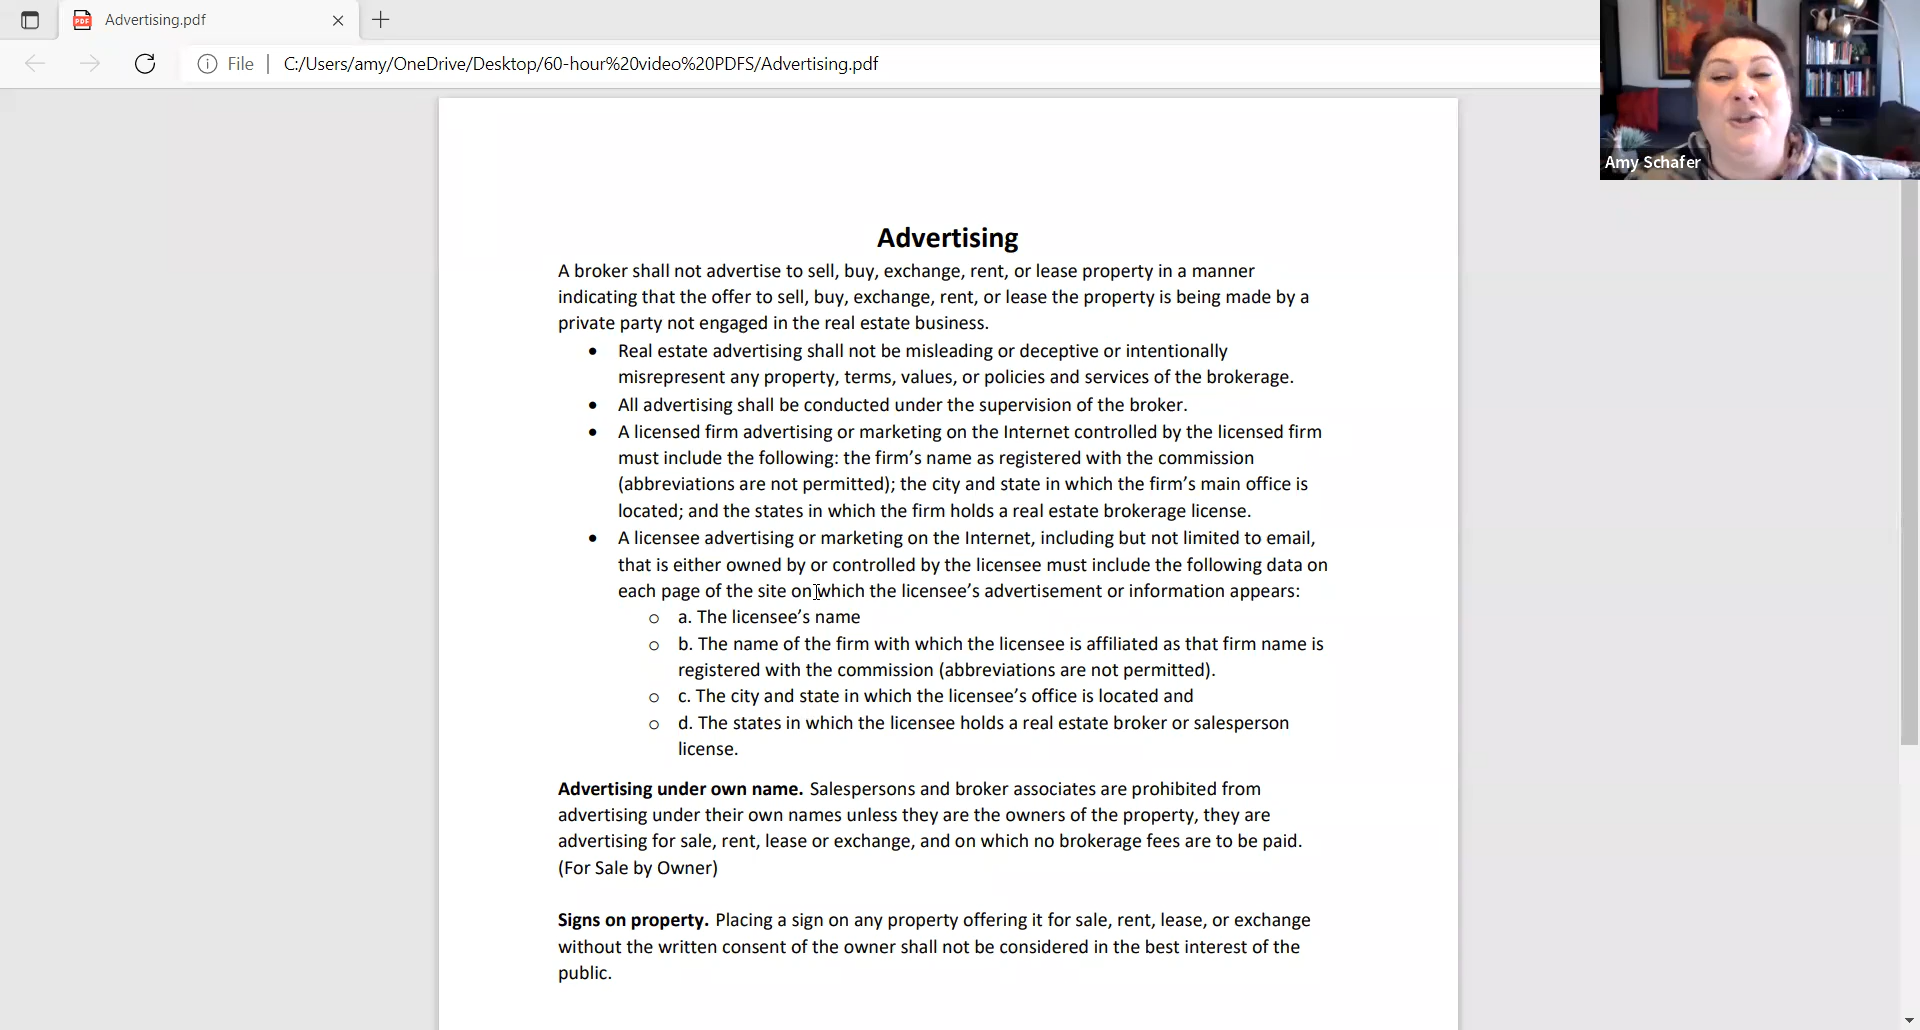 Advertising.pdf
File
C:/Users/amy/OneDrive/Desktop/60-hour%20video%20PDFS/Advertising.pdf
Amy Schafer
Advertising
A broker shall not advertise to sell, buy, exchange, rent, or lease property in a manner
indicating that the offer to sell, buy, exchange, rent, or lease the property is being made by a
private party not engaged in the real estate business.
• Real estate advertising shall not be misleading or deceptive or intentionally
misrepresent any property, terms, values, or policies and services of the brokerage.
• All advertising shall be conducted under the supervision of the broker.
• A licensed firm advertising or marketing on the Internet controlled by the licensed firm
must include the following: the firm’s name as registered with the commission
(abbreviations are not permitted); the city and state in which the firm’s main office is
located; and the states in which the firm holds a real estate brokerage license.
• A licensee advertising or marketing on the Internet, including but not limited to email,
that is either owned by or controlled by the licensee must include the following data on
each page of the site on which the licensee’s advertisement or information appears:
o a. The licensee’s name
o b. The name of the firm with which the licensee is affiliated as that firm name is
registered with the commission (abbreviations are not permitted).
o c. The city and state in which the licensee’s office is located and
o d. The states in which the licensee holds a real estate broker or salesperson
license.
Advertising under own name. Salespersons and broker associates are prohibited from
advertising under their own names unless they are the owners of the property, they are
advertising for sale, rent, lease or exchange, and on which no brokerage fees are to be paid.
(For Sale by Owner)
Signs on property. Placing a sign on any property offering it for sale, rent, lease, or exchange
without the written consent of the owner shall not be considered in the best interest of the
public.